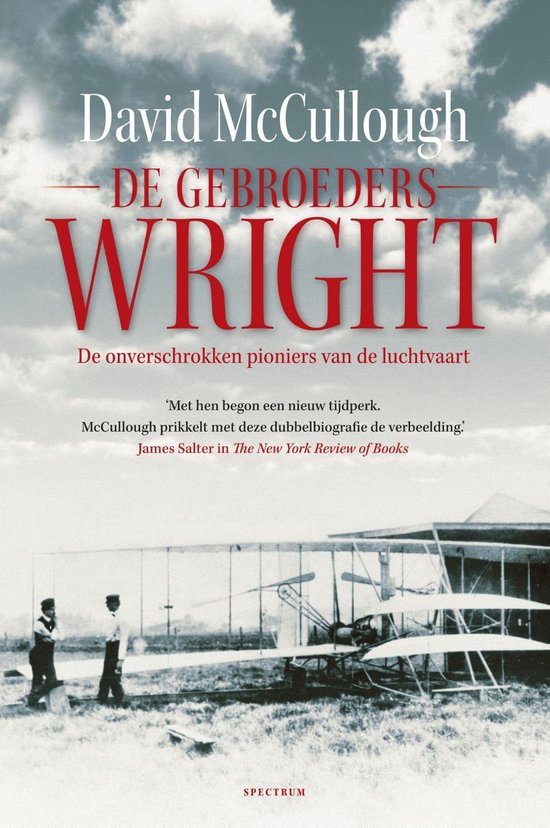 David McCullough
DE GEBROEDERS
WRIGHT
De onverschrokken pioniers van de luchtvaart
‘Met hen begon een nieuw tijdperk.
McCullough prikkelt met deze dubbelbiografie de verbeelding.’
James Salter in The New York Review of Books
SPECTRUM